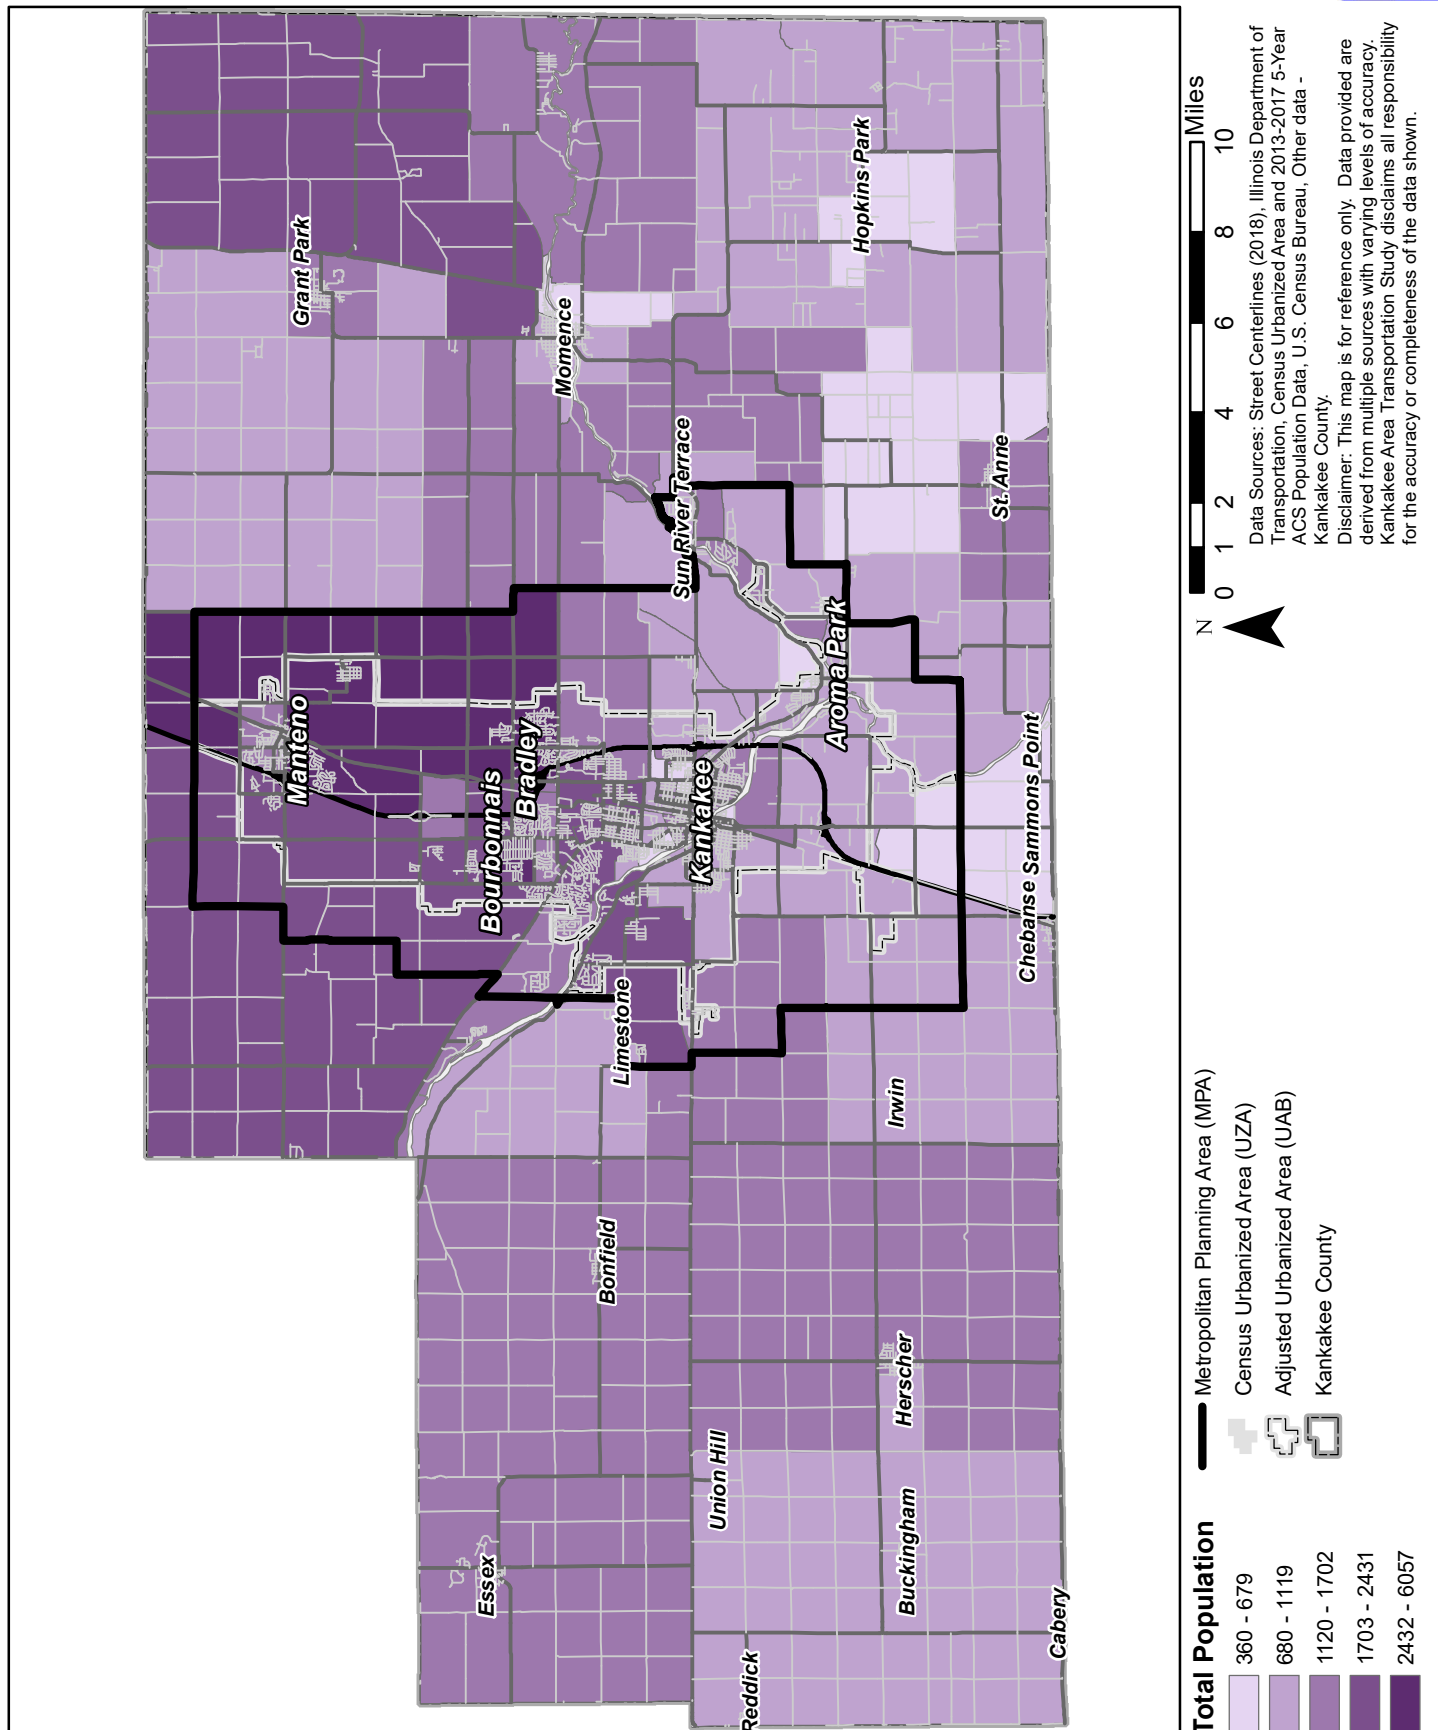 Grant Park
Manteno
Momence
Bradley
Bourbonnais
Sun River Terrace
Hopkins Park
Kankakee
Aroma Park
St. Anne
Limestone
Bonfield
Essex
Irwin
Chebanse
Sammons Point
Union Hill
Herscher
Buckingham
Reddick
Cabery
Total Population
360 - 679
680 - 1119
1120 - 1702
1703 - 2431
2432 - 6057
Metropolitan Planning Area (MPA)
Census Urbanized Area (UZA)
Adjusted Urbanized Area (UAB)
Kankakee County
N
Miles
0 1 2 4 6 8 10
Data Sources: Street Centerlines (2018), Illinois Department of
Transportation, Census Urbanized Area and 2013-2017 5-Year
ACS Population Data, U.S. Census Bureau, Other data -
Kankakee County.
Disclaimer: This map is for reference only. Data provided are
derived from multiple sources with varying levels of accuracy.
Kankakee Area Transportation Study disclaims all responsibility
for the accuracy or completeness of the data shown.